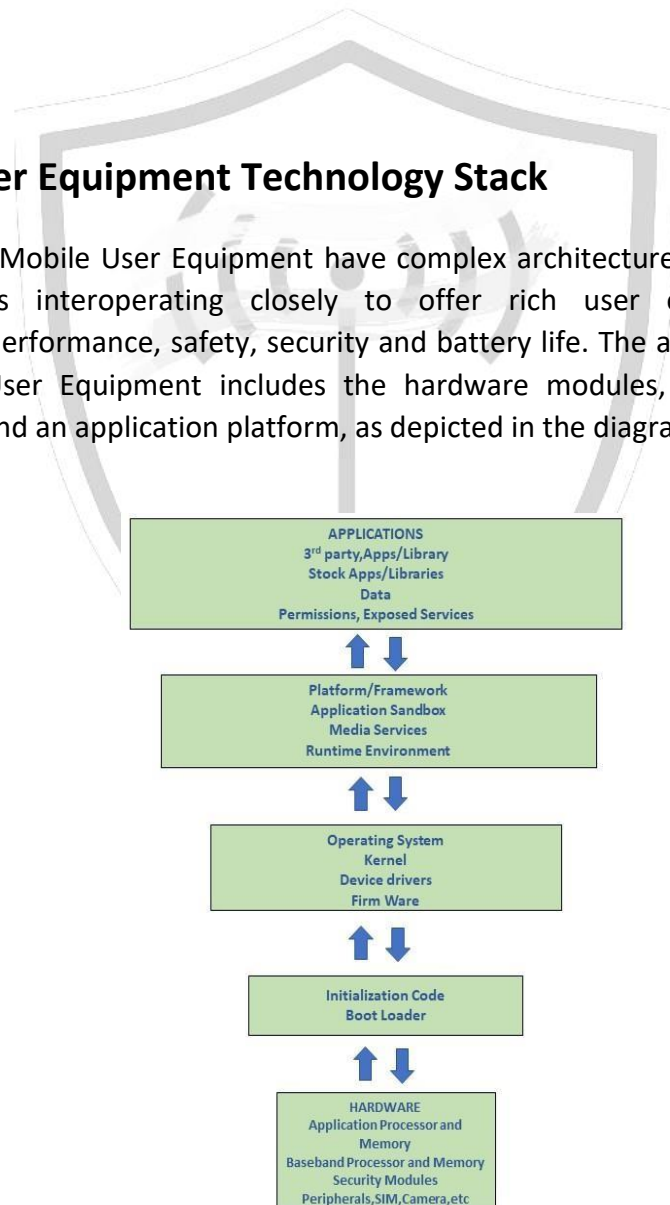 er Equipment Technology Stack
Mobile User Equipment have complex architecture
s interoperating closely to offer rich user
erformance, safety, security and battery life. The a
User Equipment includes the hardware modules,
nd an application platform, as depicted in the diagra
APPLICATIONS
3rd party,Apps/Library
Stock Apps/Libraries
Data
Permissions, Exposed Services
Platform/Framework
Application Sandbox
Media Services
Runtime Environment
Operating System
Kernel
Device drivers
Firm Ware
Initialization Code
Boot Loader
HARDWARE
Application Processor and
Memory
Baseband Processor and Memory
Security Modules
Peripherals,SIM,Camera,etc